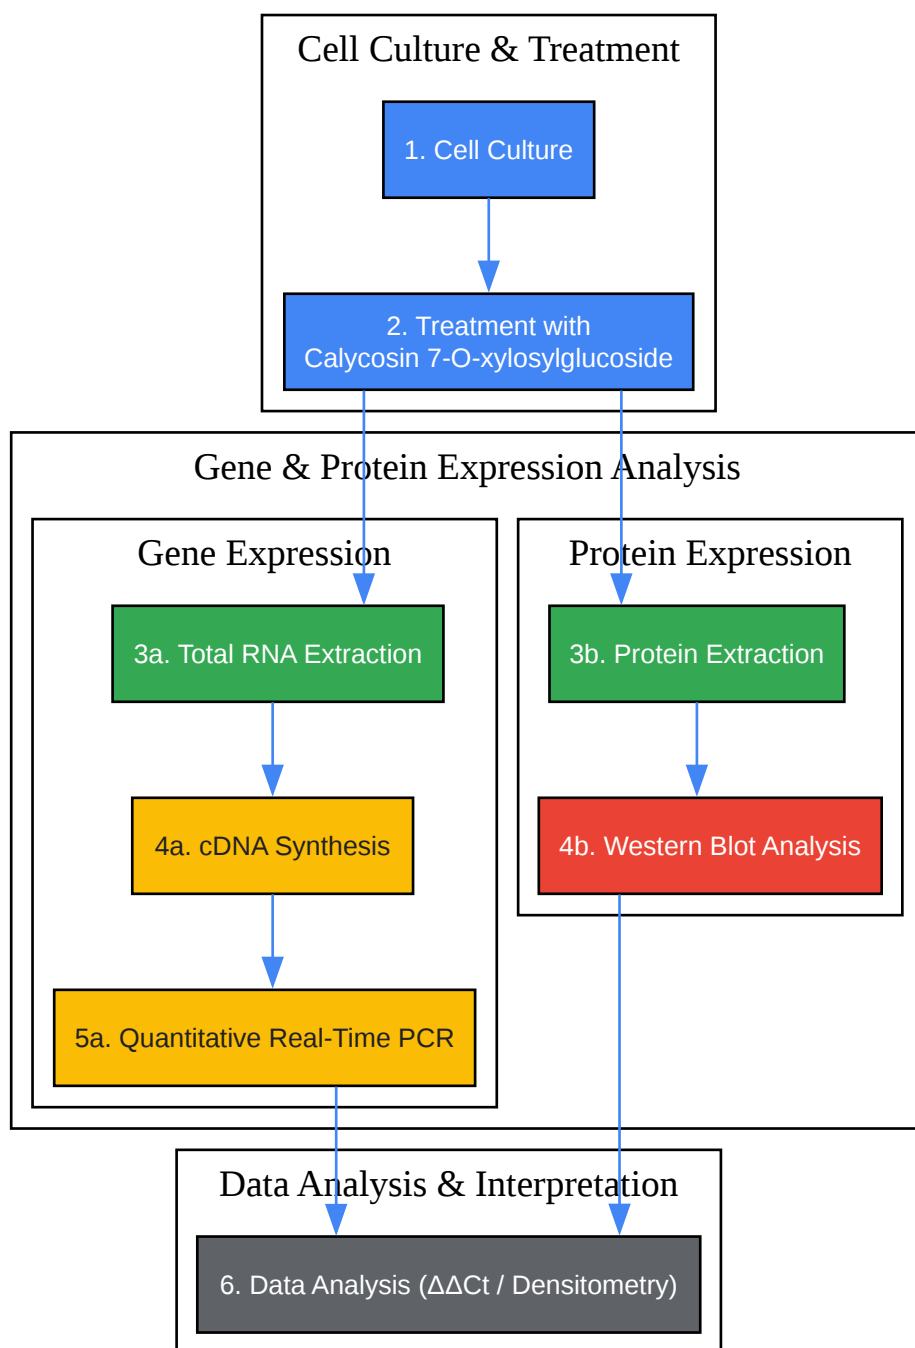 Cell Culture & Treatment
1. Cell Culture
2. Treatment with
Calycosin 7-O-xylosylglucoside
Gene & Protein Expression Analysis
Gene Expression
Protein Expression
3a. Total RNA Extraction
3b. Protein Extraction
4a. cDNA Synthesis
4b. Western Blot Analysis
5a. Quantitative Real-Time PCR
Data Analysis & Interpretation
6. Data Analysis (ΔΔCt / Densitometry)